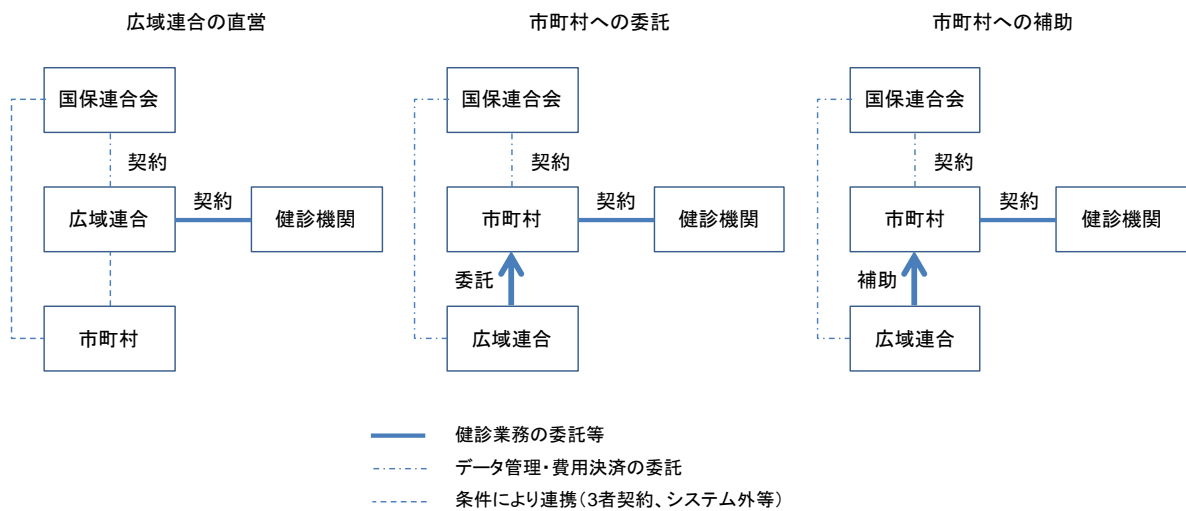 広域連合の直営
国保連合会
契約
広域連合
契約
健診機関
市町村
市町村への委託
国保連合会
契約
市町村
契約
健診機関
委託
広域連合
市町村への補助
国保連合会
契約
市町村
契約
健診機関
補助
広域連合
健診業務の委託等
データ管理・費用決済の委託
条件により連携(3者契約、システム外等)